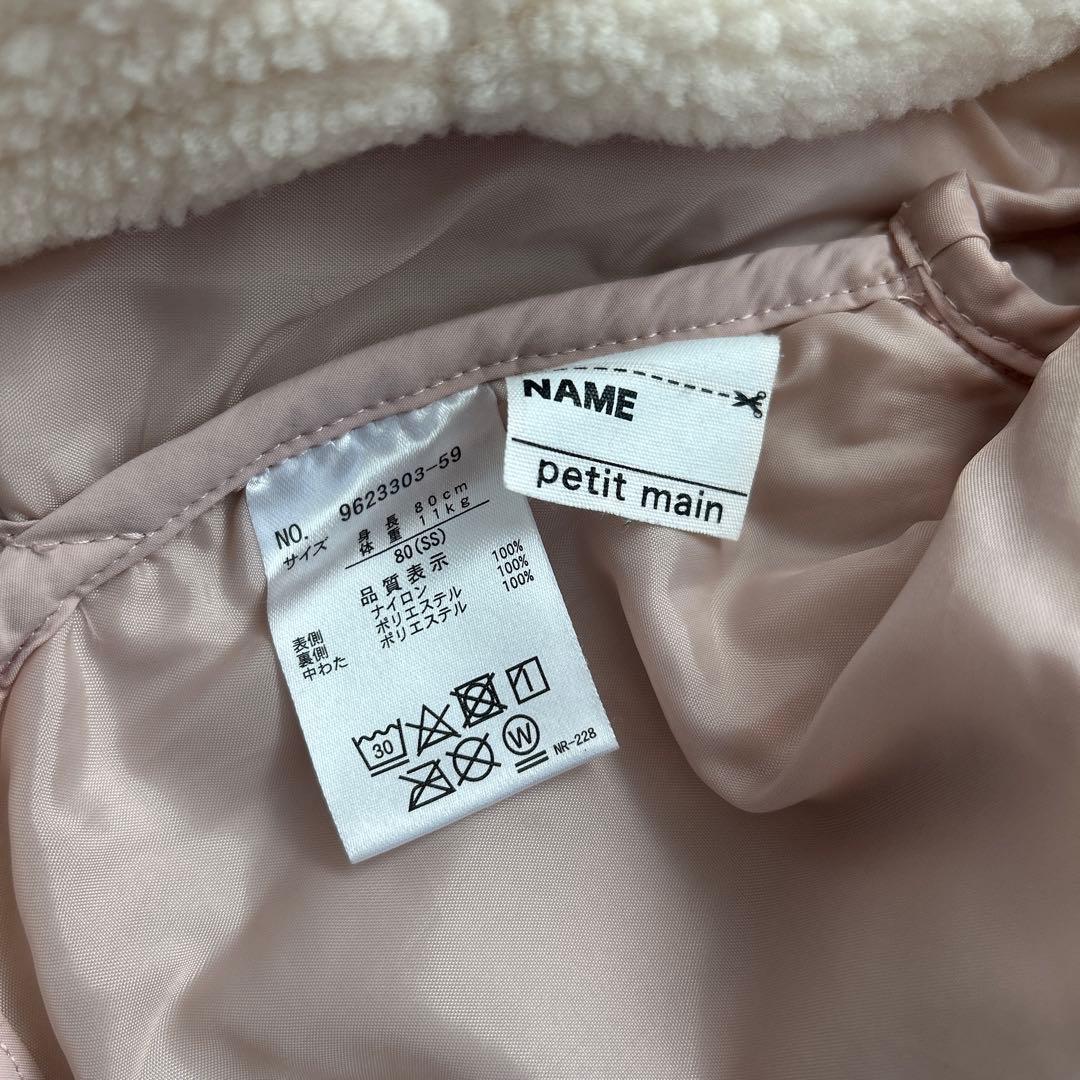 NO. 9623303-59
サイズ 身長 80cm
体重 11kg
80(SS)
品質表示
表側 ナイロン 100%
裏側 ポリエステル 100%
中わた ポリエステル 100%
30
1
W
NR-228
NAME
petit main